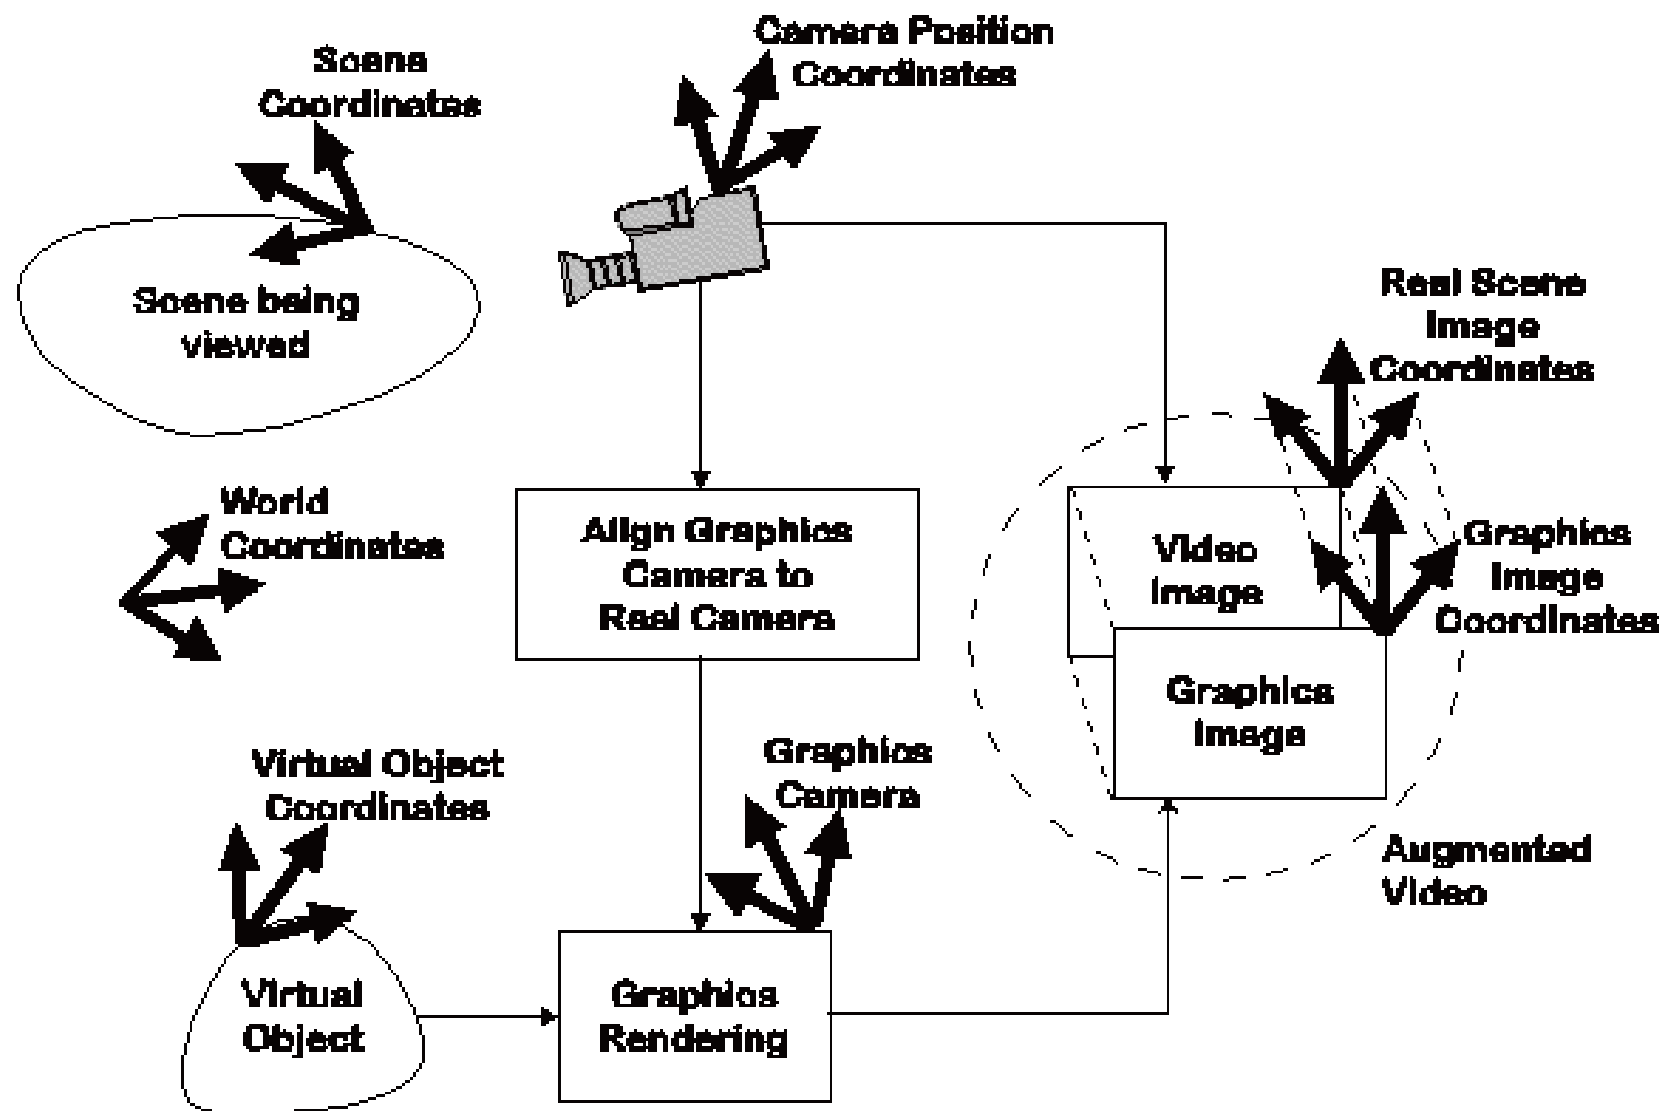 Camera Position
Coordinates
Scene
Coordinates
Scene being
viewed
Real Scene
Image
Coordinates
World
Coordinates
Align Graphics
Camera to
Real Camera
Video
Image
Graphics
Image
Coordinates
Graphics
Image
Virtual Object
Coordinates
Graphics
Camera
Augmented
Video
Virtual
Object
Graphics
Rendering